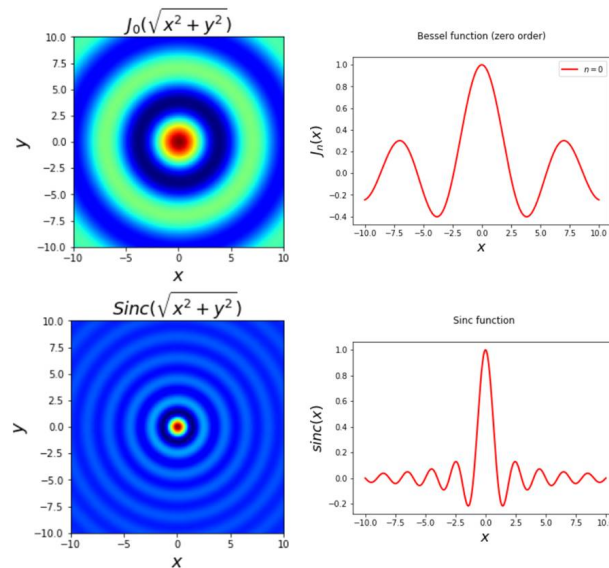 J₀(√x² + y²)
10.0
7.5
5.0
2.5
0.0
−2.5
−5.0
−7.5
−10.0
y
−10 −5 0 5 10
x
Bessel function (zero order)
n = 0
1.0
0.8
0.6
0.4
0.2
0.0
−0.2
−0.4
Jₙ(x)
−10.0 −7.5 −5.0 −2.5 0.0 2.5 5.0 7.5 10.0
x
Sinc(√x² + y²)
10.0
7.5
5.0
2.5
0.0
−2.5
−5.0
−7.5
−10.0
y
−10 −5 0 5 10
x
Sinc function
1.0
0.8
0.6
0.4
0.2
0.0
−0.2
sinc(x)
−10.0 −7.5 −5.0 −2.5 0.0 2.5 5.0 7.5 10.0
x